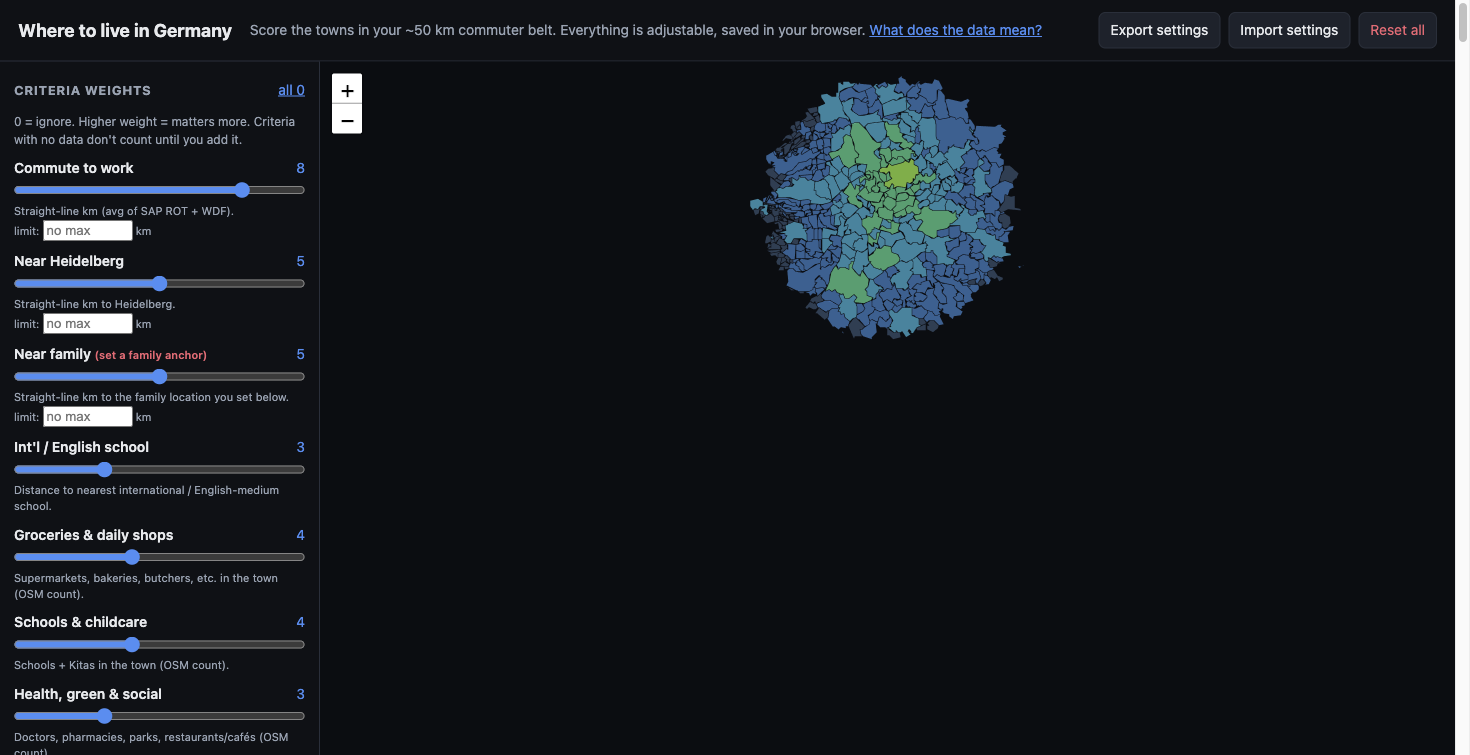 Where to live in Germany
Score the towns in your ~50 km commuter belt. Everything is adjustable, saved in your browser. What does the data mean?
Export settings
Import settings
Reset all
CRITERIA WEIGHTS
all 0
0 = ignore. Higher weight = matters more. Criteria
with no data don't count until you add it.
Commute to work 8
Straight-line km (avg of SAP ROT + WDF).
limit: no max km
Near Heidelberg 5
Straight-line km to Heidelberg.
limit: no max km
Near family (set a family anchor) 5
Straight-line km to the family location you set below.
limit: no max km
Int'l / English school 3
Distance to nearest international / English-medium
school.
Groceries & daily shops 4
Supermarkets, bakeries, butchers, etc. in the town
(OSM count).
Schools & childcare 4
Schools + Kitas in the town (OSM count).
Health, green & social 3
Doctors, pharmacies, parks, restaurants/cafés (OSM
count).
+
−